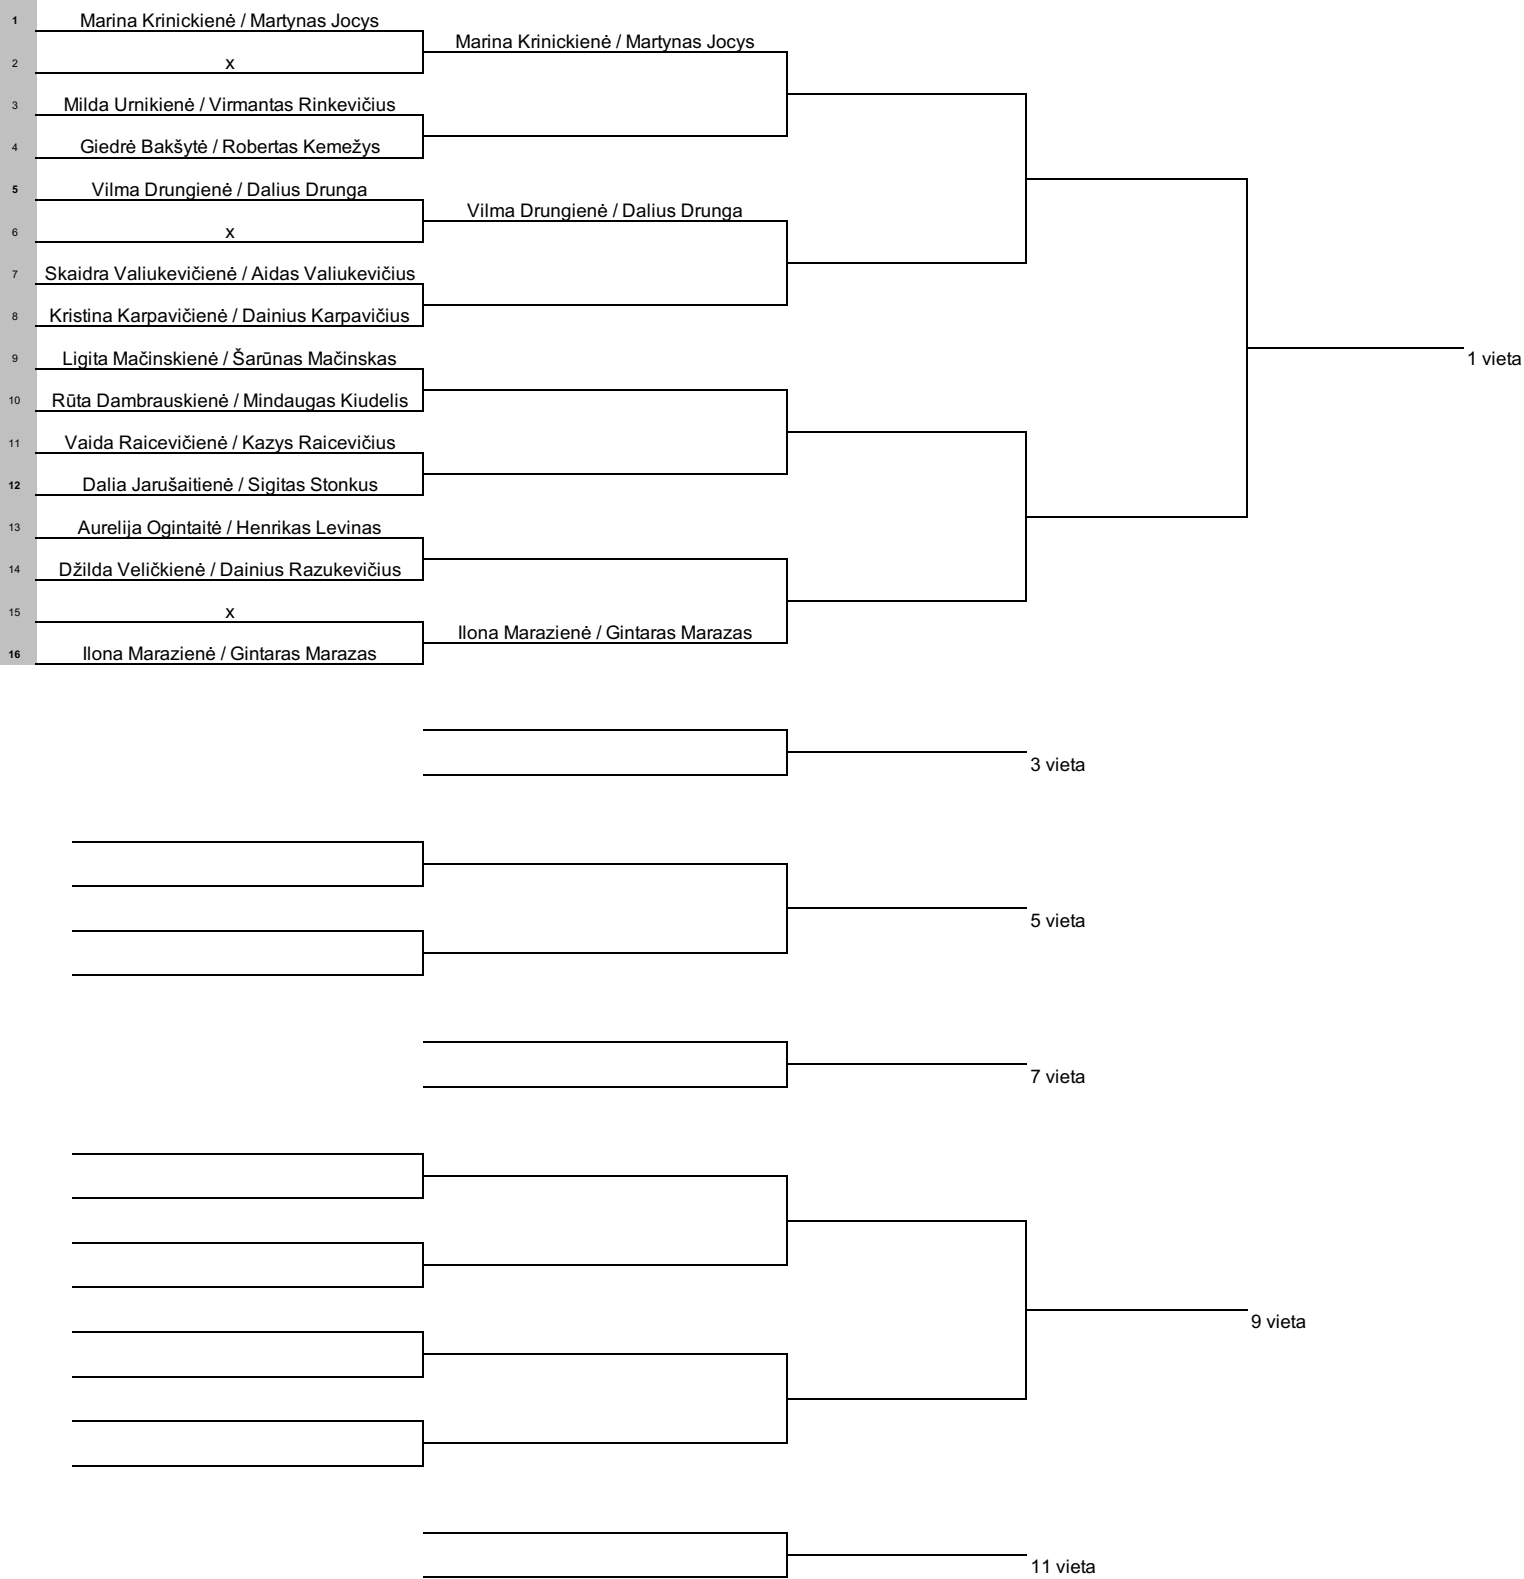 1 Marina Krinickienė / Martynas Jocys
Marina Krinickienė / Martynas Jocys
2 x
3 Milda Urnikienė / Virmantas Rinkevičius
4 Giedrė Bakšytė / Robertas Kemežys
5 Vilma Drungienė / Dalius Drunga
Vilma Drungienė / Dalius Drunga
6 x
7 Skaidra Valiukevičienė / Aidas Valiukevičius
8 Kristina Karpavičienė / Dainius Karpavičius
9 Ligita Mačinskienė / Šarūnas Mačinskas
1 vieta
10 Rūta Dambrauskienė / Mindaugas Kiudelis
11 Vaida Raicevičienė / Kazys Raicevičius
12 Dalia Jarušaitienė / Sigitas Stonkus
13 Aurelija Ogintaitė / Henrikas Levinas
14 Džilda Veličkienė / Dainius Razukevičius
15 x
Ilona Marazienė / Gintaras Marazas
16 Ilona Marazienė / Gintaras Marazas
3 vieta
5 vieta
7 vieta
9 vieta
11 vieta